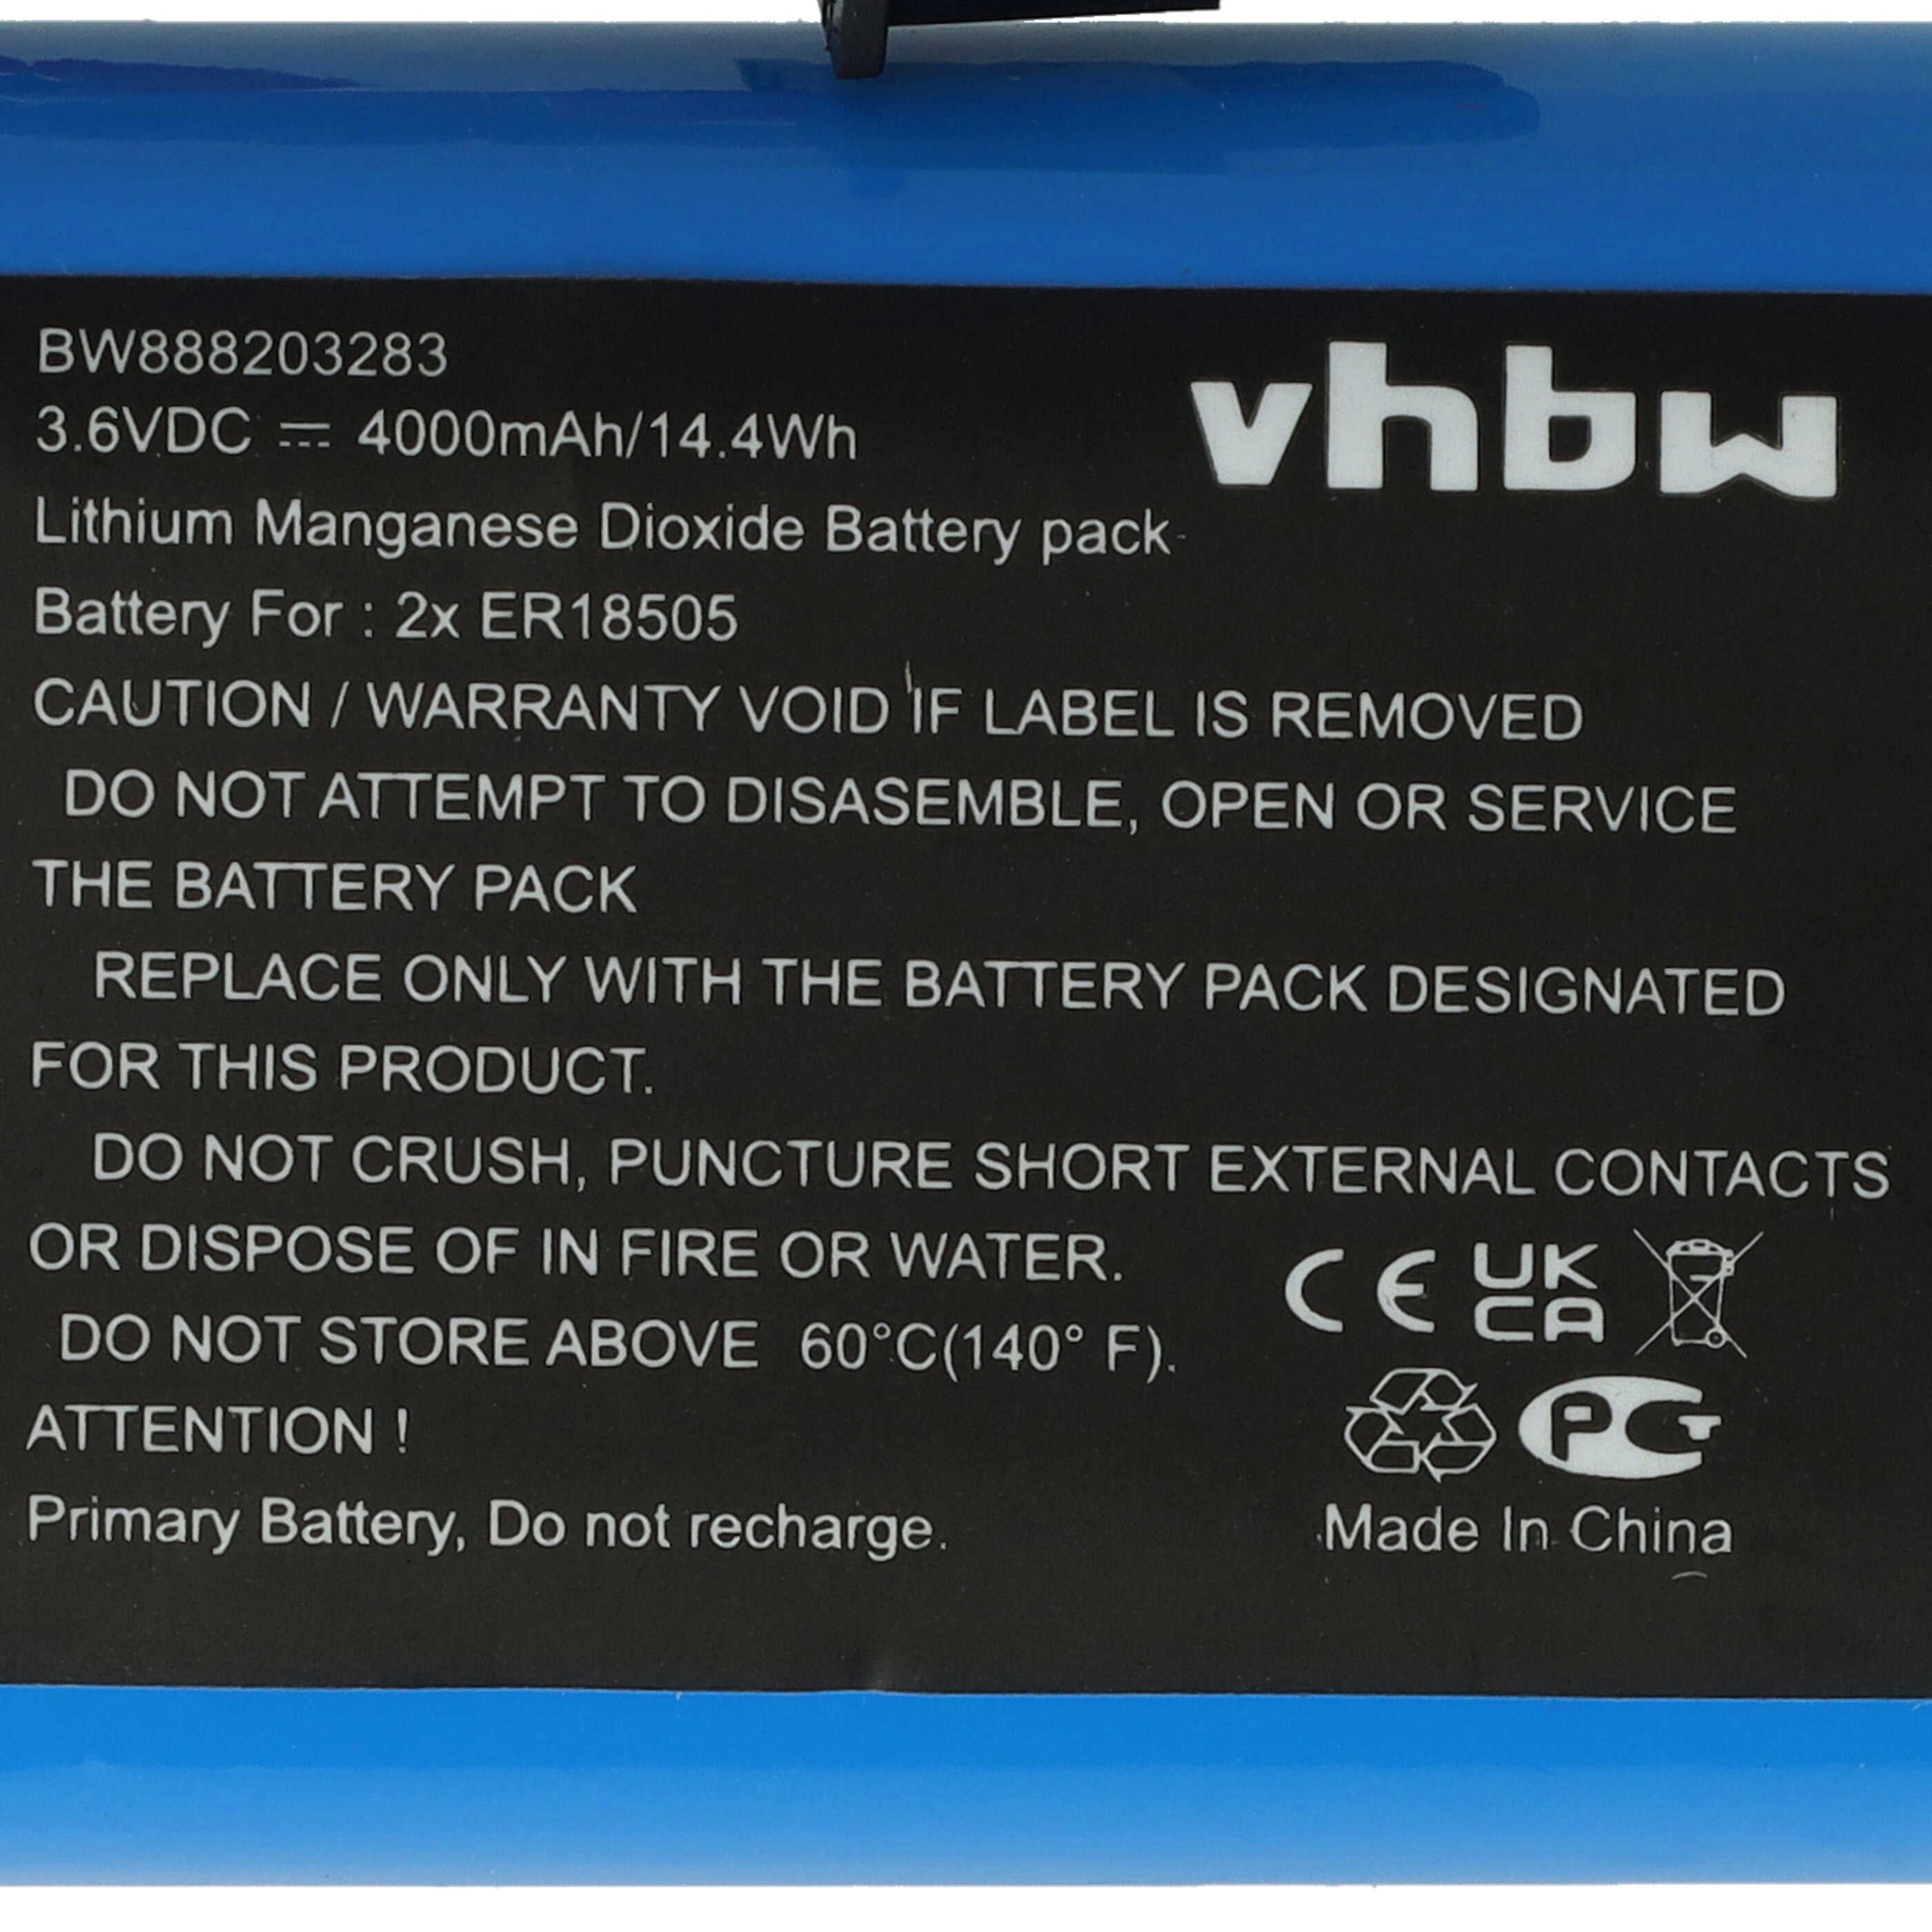 BW888203283
vhbw
3.6VDC ⎓ 4000mAh/14.4Wh
Lithium Manganese Dioxide Battery pack
Battery For : 2x ER18505
CAUTION / WARRANTY VOID IF LABEL IS REMOVED
DO NOT ATTEMPT TO DISASEMBLE, OPEN OR SERVICE
THE BATTERY PACK
REPLACE ONLY WITH THE BATTERY PACK DESIGNATED
FOR THIS PRODUCT.
DO NOT CRUSH, PUNCTURE SHORT EXTERNAL CONTACTS
OR DISPOSE OF IN FIRE OR WATER.
DO NOT STORE ABOVE 60°C(140° F).
ATTENTION !
Primary Battery, Do not recharge.
CE
UK
CA
PCT
Made In China